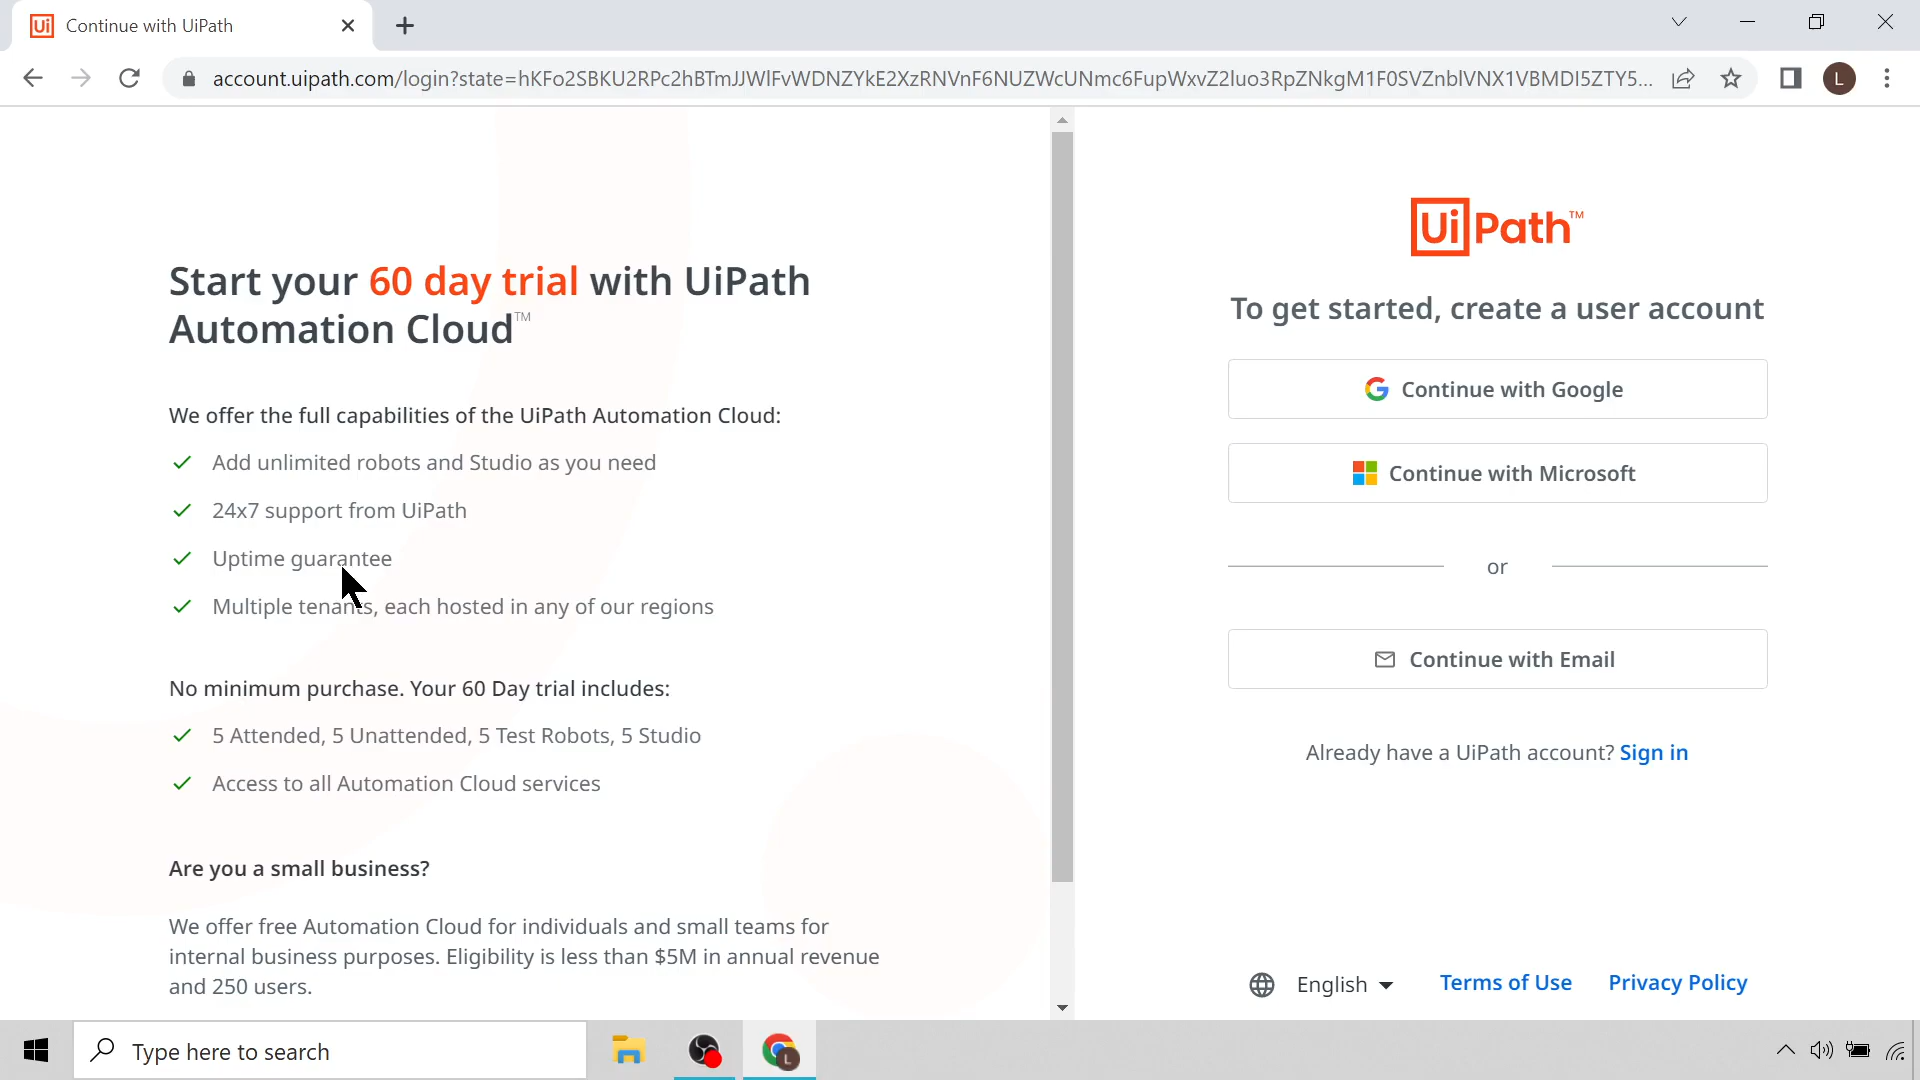 Continue with UiPath
account.uipath.com/login?state=hKFo2SBKU2RPc2hBTmJJWlFvWDNZYkE2XzRNVnF6NUZWcUNmc6FupWxvZ2luo3RpZNkgM1F0SVZnblVNX1VBMDI5ZTY5...
L
Start your 60 day trial with UiPath
Automation Cloud™
We offer the full capabilities of the UiPath Automation Cloud:
Add unlimited robots and Studio as you need
24x7 support from UiPath
Uptime guarantee
Multiple tenants, each hosted in any of our regions
No minimum purchase. Your 60 Day trial includes:
5 Attended, 5 Unattended, 5 Test Robots, 5 Studio
Access to all Automation Cloud services
Are you a small business?
We offer free Automation Cloud for individuals and small teams for
internal business purposes. Eligibility is less than $5M in annual revenue
and 250 users.
UiPath™
To get started, create a user account
Continue with Google
Continue with Microsoft
or
Continue with Email
Already have a UiPath account? Sign in
English
Terms of Use
Privacy Policy
Type here to search
L